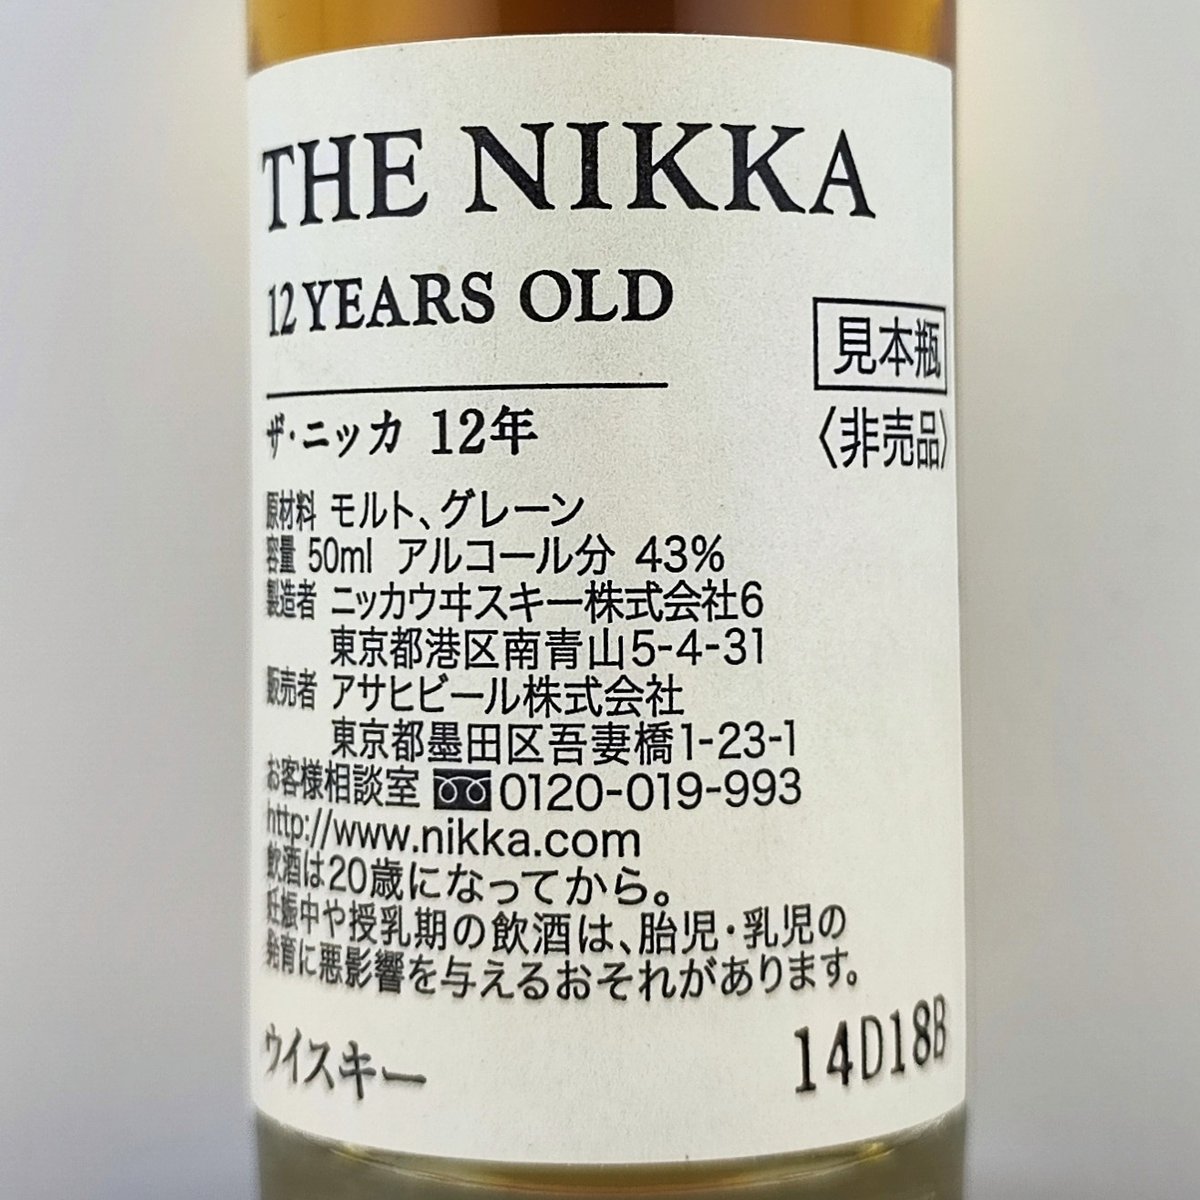 THE NIKKA
12 YEARS OLD
見本瓶
〈非売品〉
ザ・ニッカ 12年
原材料 モルト、グレーン
容量 50ml アルコール分 43%
製造者 ニッカウヰスキー株式会社6
東京都港区南青山5-4-31
販売者 アサヒビール株式会社
東京都墨田区吾妻橋1-23-1
お客様相談室 0120-019-993
http://www.nikka.com
飲酒は20歳になってから。
妊娠中や授乳期の飲酒は、胎児・乳児の
発育に悪影響を与えるおそれがあります。
ウイスキー
14D18B